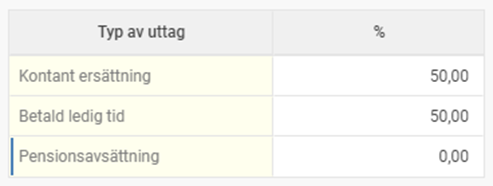 Typ av uttag %
Kontant ersättning 50,00
Betald ledig tid 50,00
Pensionsavsättning 0,00